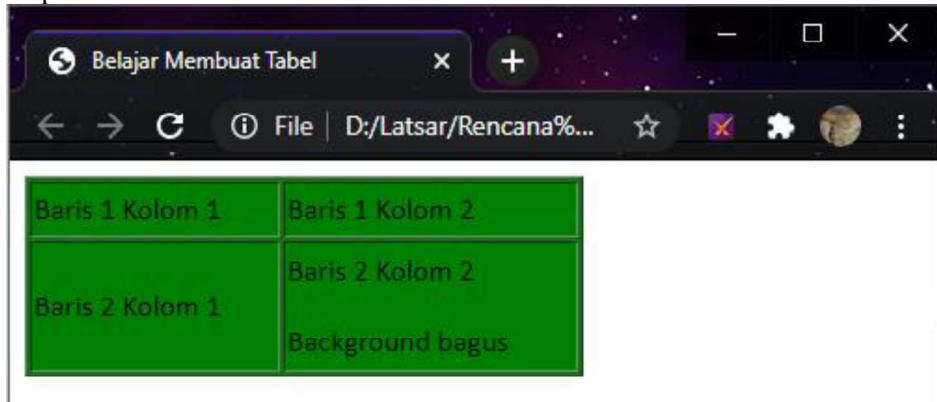 Belajar Membuat Tabel
File | D:/Latsar/Rencana%...
Baris 1 Kolom 1 Baris 1 Kolom 2
Baris 2 Kolom 1
Baris 2 Kolom 2
Background bagus